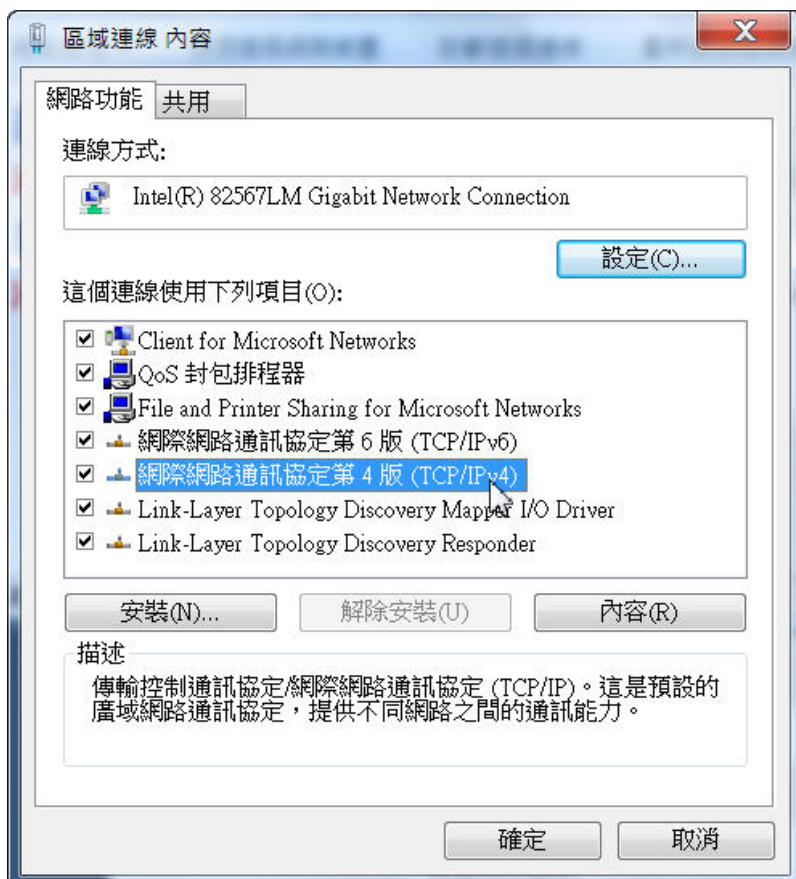 區域連線 內容
網路功能
共用
連線方式:
Intel(R) 82567LM Gigabit Network Connection
設定(C)...
這個連線使用下列項目(O):
Client for Microsoft Networks
QoS 封包排程器
File and Printer Sharing for Microsoft Networks
網際網路通訊協定第 6 版 (TCP/IPv6)
網際網路通訊協定第 4 版 (TCP/IPv4)
Link-Layer Topology Discovery Mapper I/O Driver
Link-Layer Topology Discovery Responder
安裝(N)...
解除安裝(U)
內容(R)
描述
傳輸控制通訊協定/網際網路通訊協定 (TCP/IP)。這是預設的
廣域網路通訊協定，提供不同網路之間的通訊能力。
確定
取消